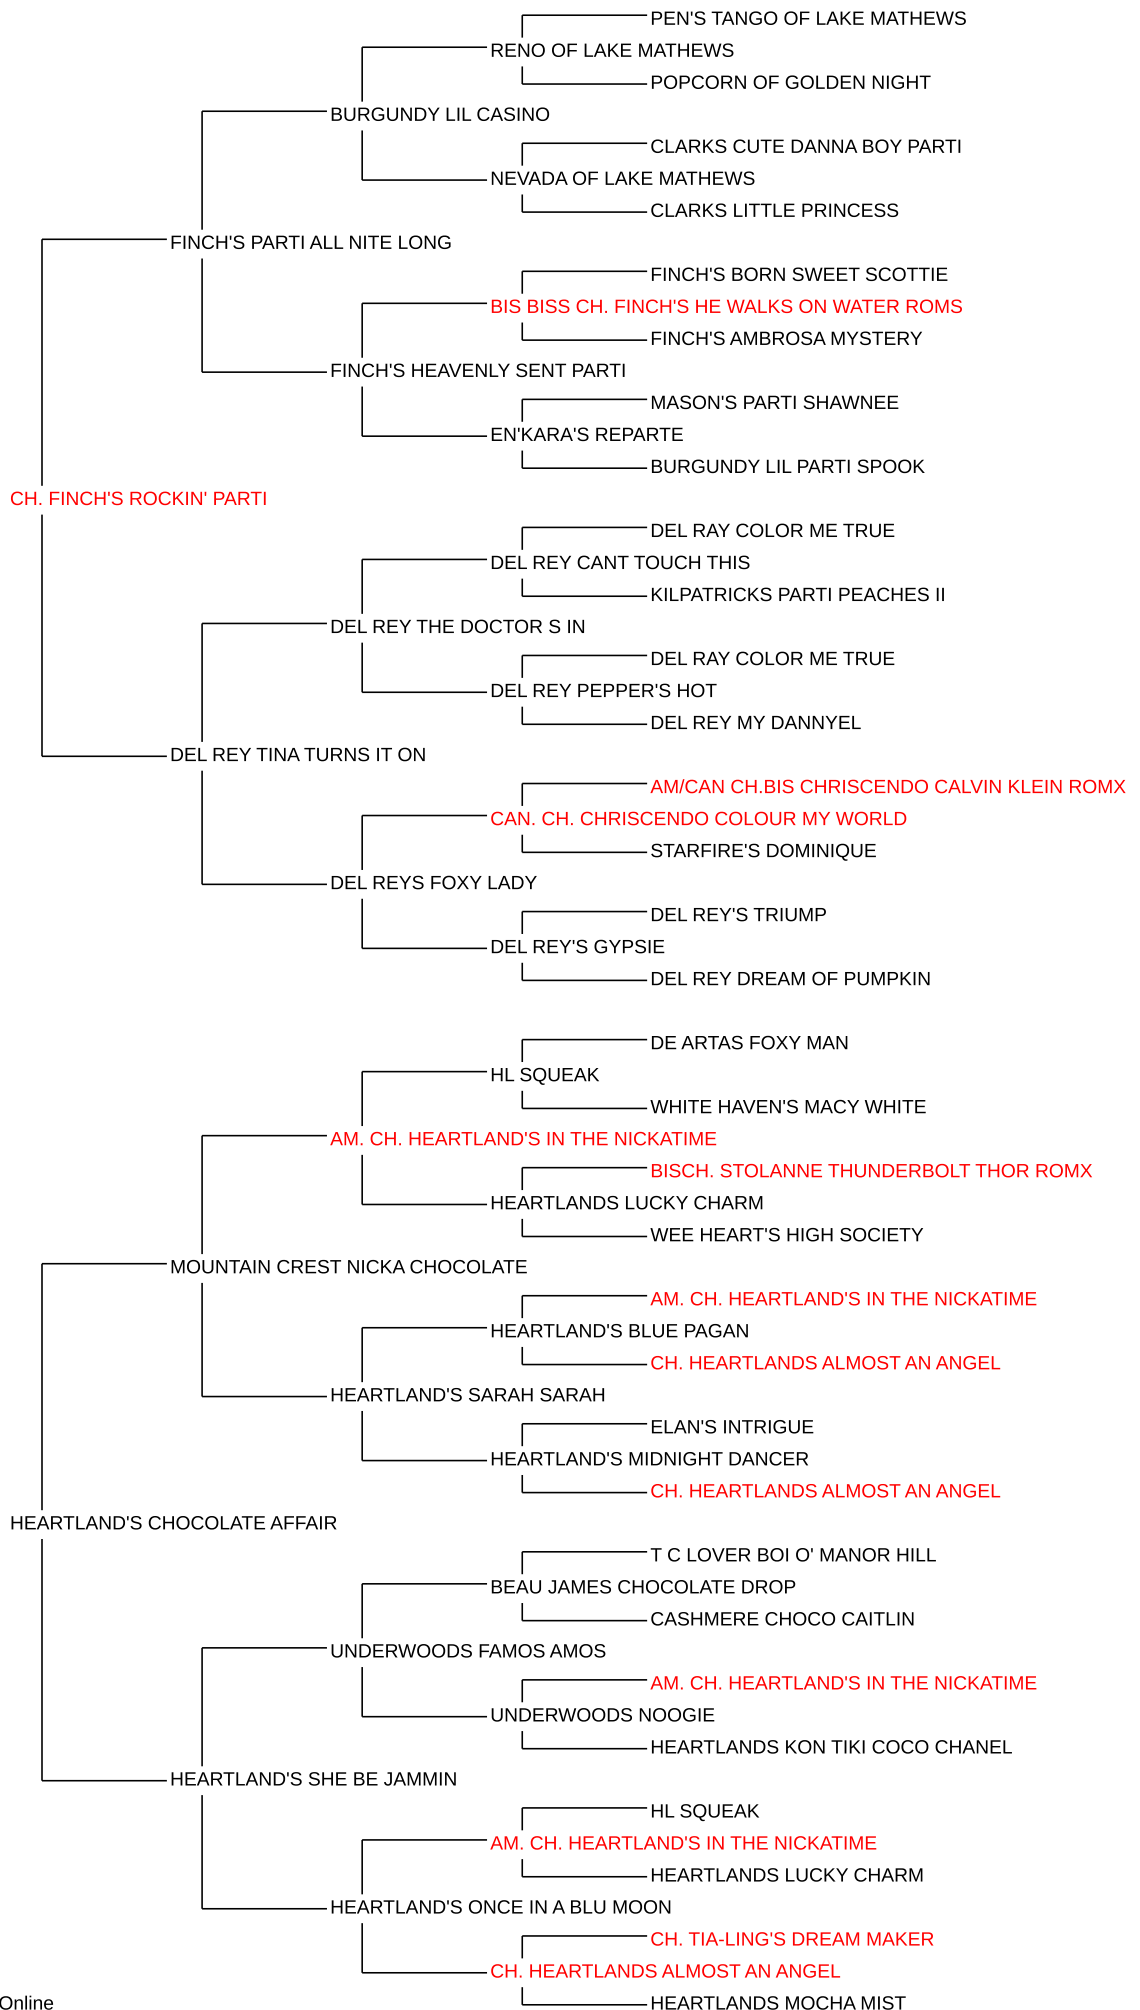 PEN'S TANGO OF LAKE MATHEWS
RENO OF LAKE MATHEWS
POPCORN OF GOLDEN NIGHT
BURGUNDY LIL CASINO
CLARKS CUTE DANNA BOY PARTI
NEVADA OF LAKE MATHEWS
CLARKS LITTLE PRINCESS
FINCH'S PARTI ALL NITE LONG
FINCH'S BORN SWEET SCOTTIE
BIS BISS CH. FINCH'S HE WALKS ON WATER ROMS
FINCH'S AMBROSA MYSTERY
FINCH'S HEAVENLY SENT PARTI
MASON'S PARTI SHAWNEE
EN'KARA'S REPARTE
BURGUNDY LIL PARTI SPOOK
CH. FINCH'S ROCKIN' PARTI
DEL RAY COLOR ME TRUE
DEL REY CANT TOUCH THIS
KILPATRICKS PARTI PEACHES II
DEL REY THE DOCTOR S IN
DEL RAY COLOR ME TRUE
DEL REY PEPPER'S HOT
DEL REY MY DANNYEL
DEL REY TINA TURNS IT ON
AM/CAN CH.BIS CHRISCENDO CALVIN KLEIN ROMX
CAN. CH. CHRISCENDO COLOUR MY WORLD
STARFIRE'S DOMINIQUE
DEL REYS FOXY LADY
DEL REY'S TRIUMP
DEL REY'S GYPSIE
DEL REY DREAM OF PUMPKIN
DE ARTAS FOXY MAN
HL SQUEAK
WHITE HAVEN'S MACY WHITE
AM. CH. HEARTLAND'S IN THE NICKATIME
BISCH. STOLANNE THUNDERBOLT THOR ROMX
HEARTLANDS LUCKY CHARM
WEE HEART'S HIGH SOCIETY
MOUNTAIN CREST NICKA CHOCOLATE
AM. CH. HEARTLAND'S IN THE NICKATIME
HEARTLAND'S BLUE PAGAN
CH. HEARTLANDS ALMOST AN ANGEL
HEARTLAND'S SARAH SARAH
ELAN'S INTRIGUE
HEARTLAND'S MIDNIGHT DANCER
CH. HEARTLANDS ALMOST AN ANGEL
HEARTLAND'S CHOCOLATE AFFAIR
T C LOVER BOI O' MANOR HILL
BEAU JAMES CHOCOLATE DROP
CASHMERE CHOCO CAITLIN
UNDERWOODS FAMOS AMOS
AM. CH. HEARTLAND'S IN THE NICKATIME
UNDERWOODS NOOGIE
HEARTLANDS KON TIKI COCO CHANEL
HEARTLAND'S SHE BE JAMMIN
HL SQUEAK
AM. CH. HEARTLAND'S IN THE NICKATIME
HEARTLANDS LUCKY CHARM
HEARTLAND'S ONCE IN A BLU MOON
CH. TIA-LING'S DREAM MAKER
CH. HEARTLANDS ALMOST AN ANGEL
HEARTLANDS MOCHA MIST
Online